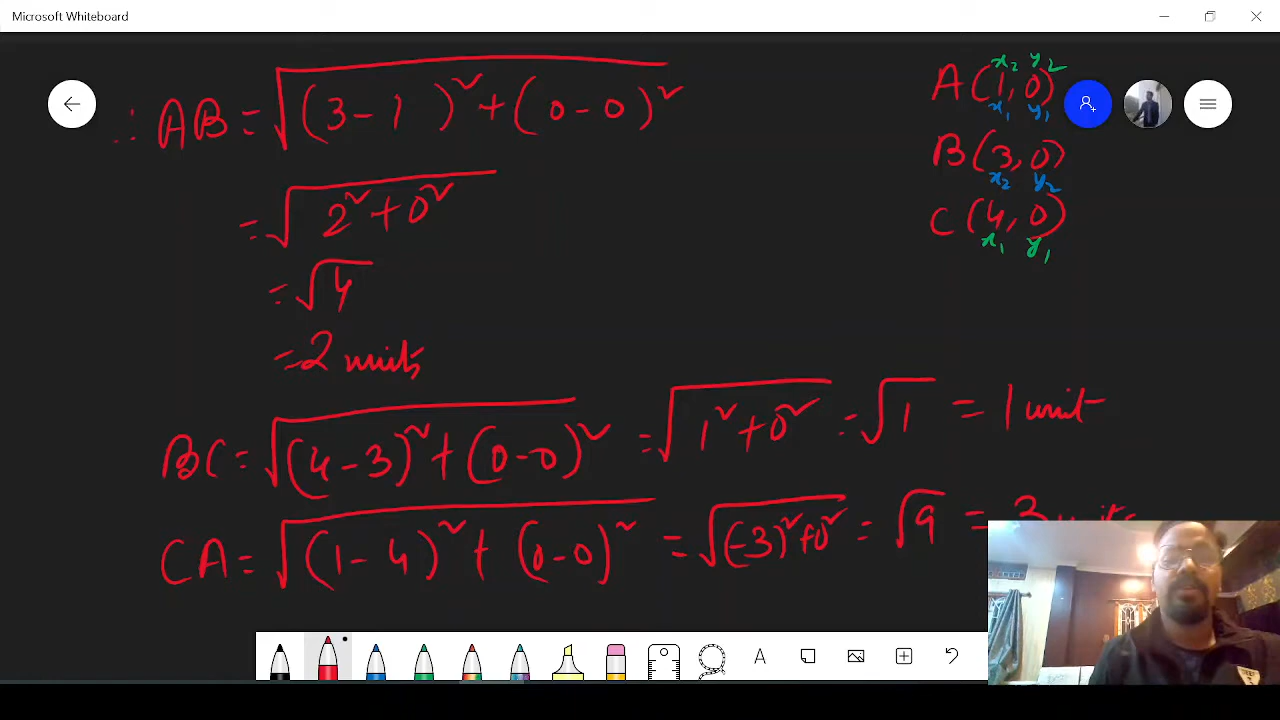 Microsoft Whiteboard
∴ AB = √((3-1)² + (0-0)²)
= √(2² + 0²)
= √4
= 2 units
x₂ y₂
A (1, 0)
x₁ y₁
B (3, 0)
x₂ y₂
C (4, 0)
x₁ y₁
BC = √((4-3)² + (0-0)²) = √(1² + 0²) = √1 = 1 unit
CA = √((1-4)² + (0-0)²) = √((-3)² + 0²) = √9 = 3 units
A